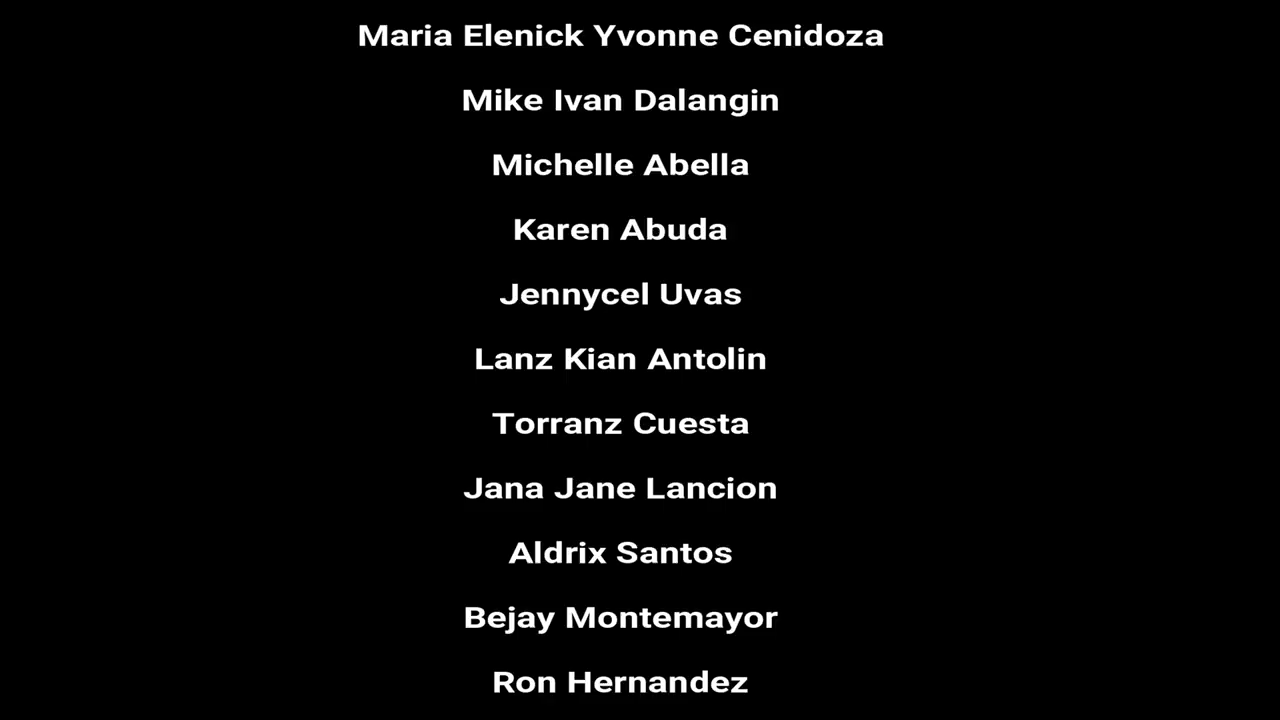 Maria Elenick Yvonne Cenidoza
Mike Ivan Dalangin
Michelle Abella
Karen Abuda
Jennycel Uvas
Lanz Kian Antolin
Torranz Cuesta
Jana Jane Lancion
Aldrix Santos
Bejay Montemayor
Ron Hernandez